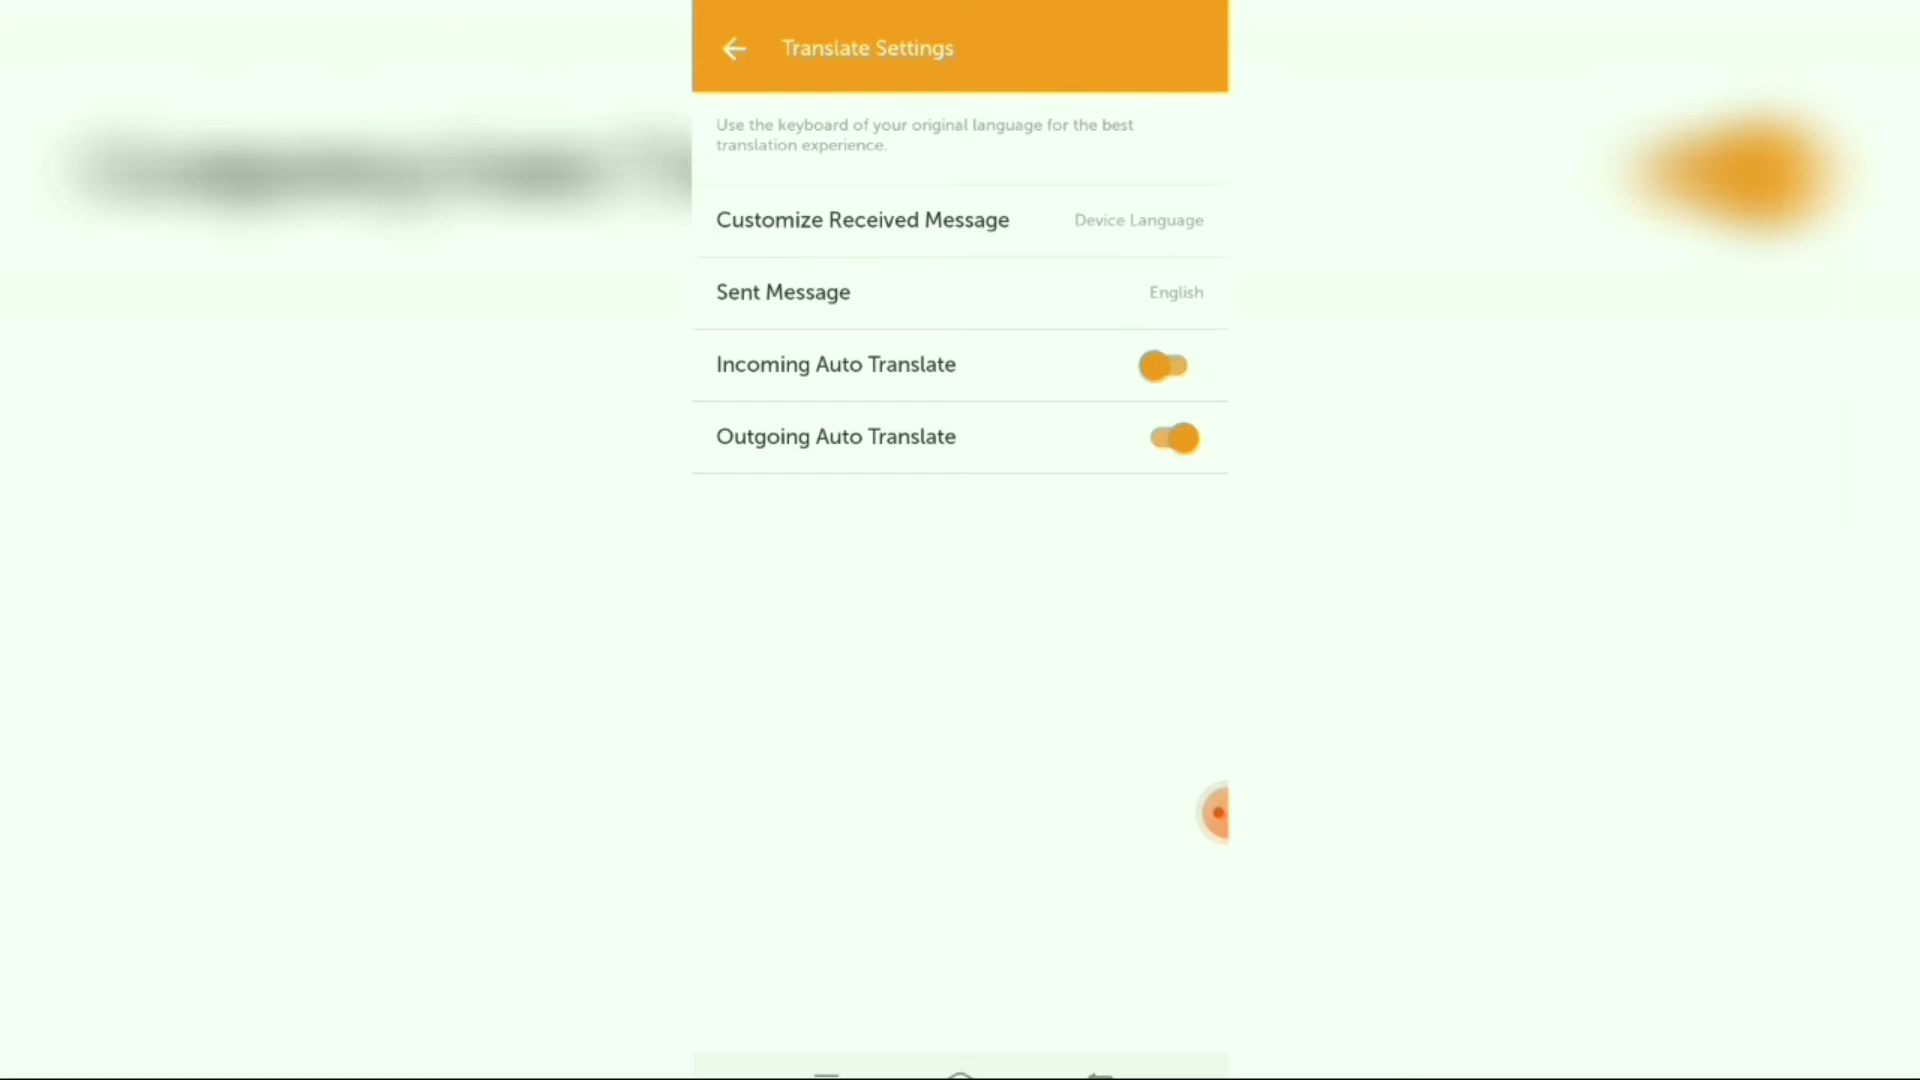 Translate Settings
Use the keyboard of your original language for the best
translation experience.
Customize Received Message Device Language
Sent Message English
Incoming Auto Translate
Outgoing Auto Translate